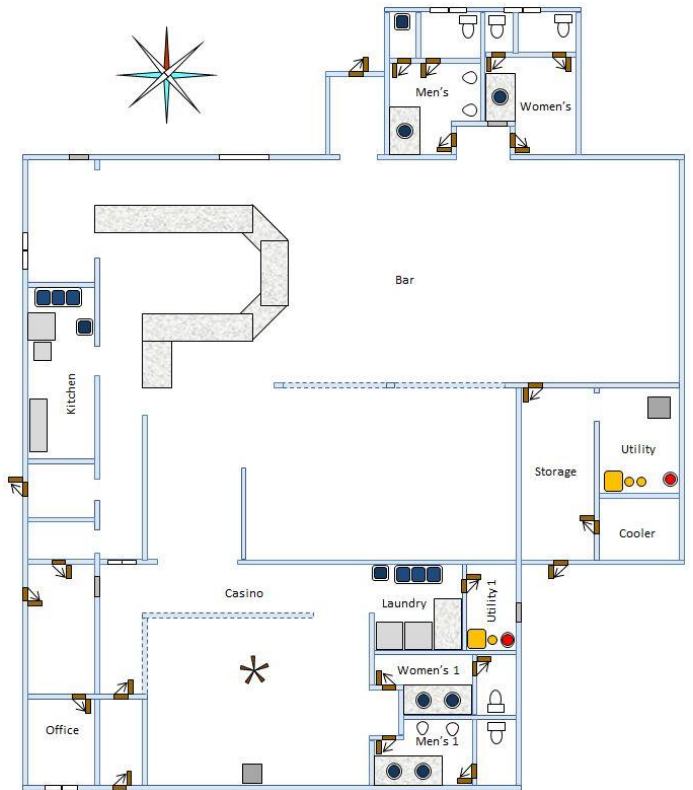 Men's
Women's
Bar
Kitchen
Utility
Storage
Cooler
Casino
Laundry
Utility 1
Women's 1
Office
Men's 1